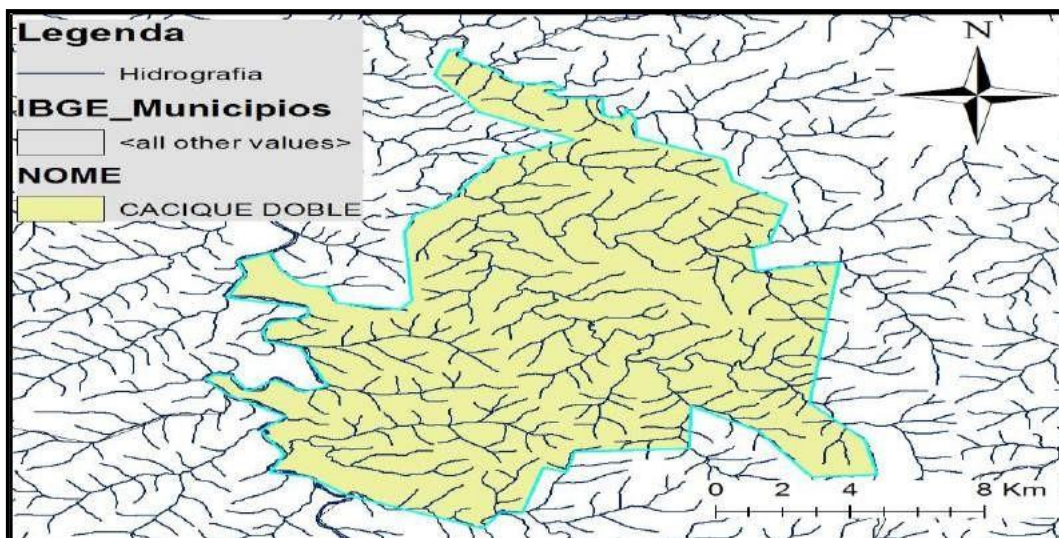 Legenda
Hidrografia
IBGE_Municipios
<all other values>
NOME
CACIQUE DOBLE
N
0 2 4 8 Km